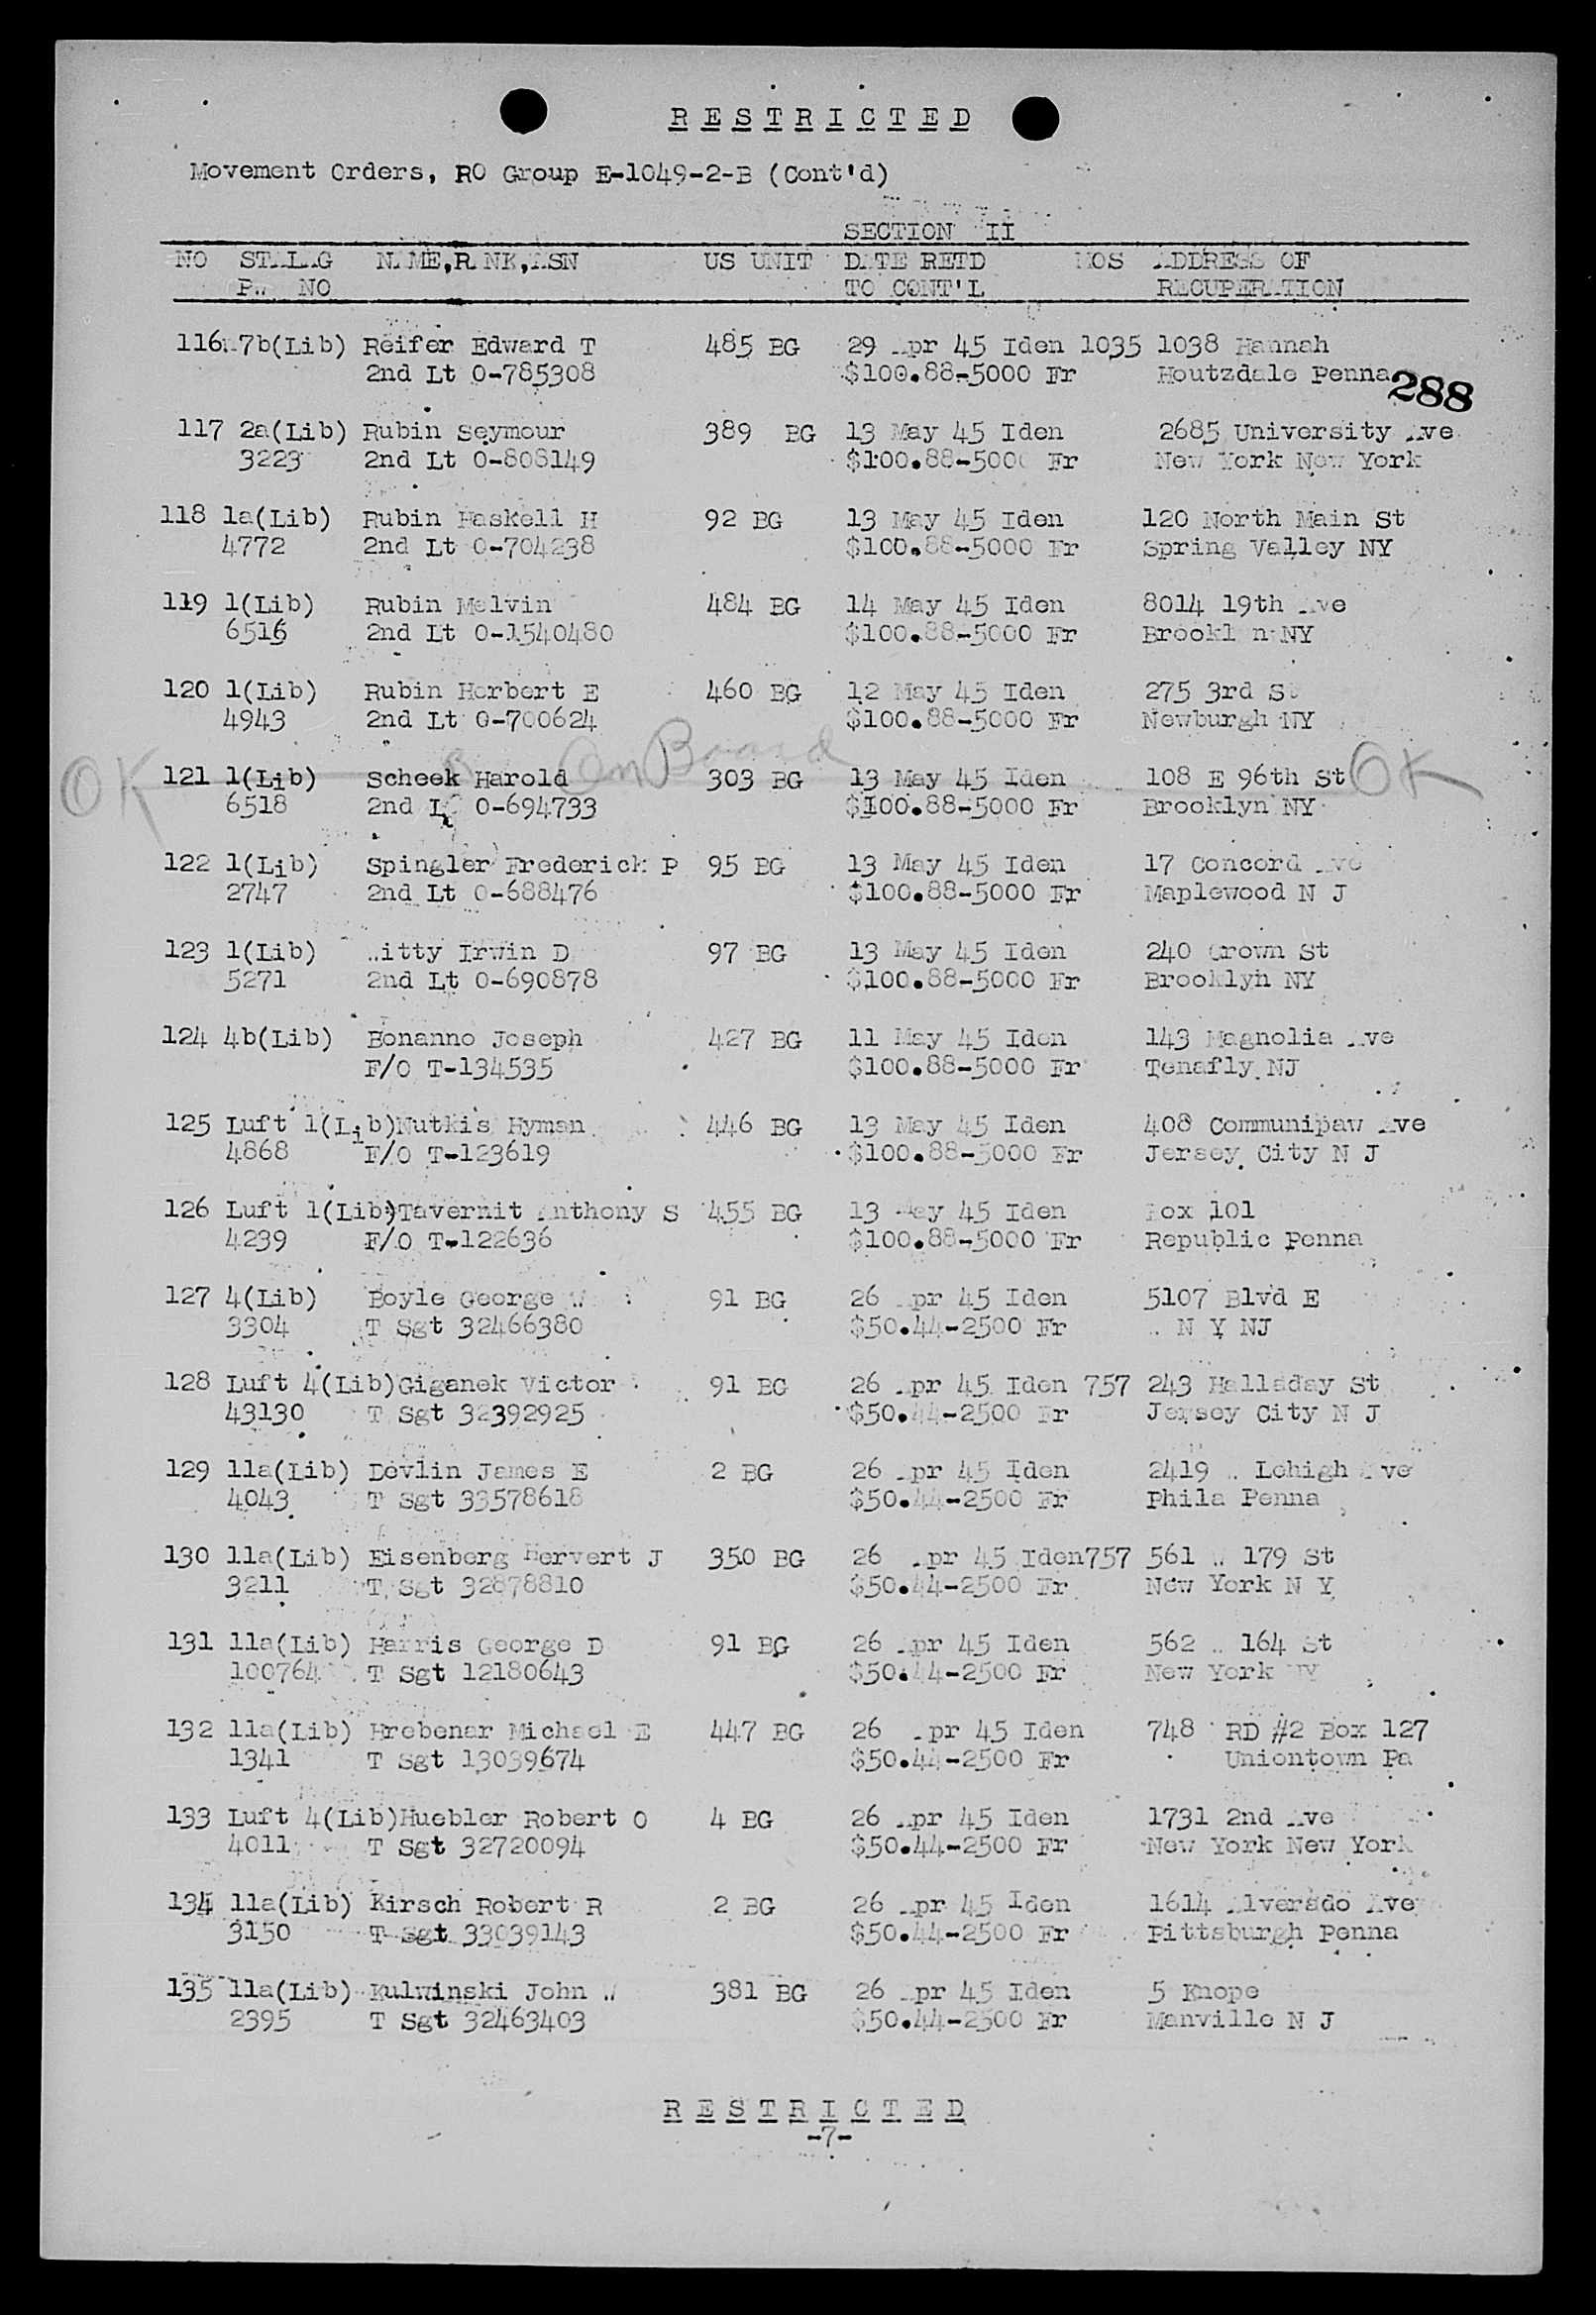 RESTRICTED
Movement Orders, RO Group E-1049-2-B (Cont'd)
SECTION II
NO STALAG NAME,RANK,ASN US UNIT DATE RETD MOS ADDRESS OF
PW NO TO CONT'L RECUPERATION
116 7b(Lib) Reifer Edward T 485 BG 29 Apr 45 Iden 1035 1038 Hannah
2nd Lt O-785308 $100.88-5000 Fr Houtzdale Penna
288
117 2a(Lib) Rubin Seymour 389 BG 13 May 45 Iden 2685 University Ave
3223 2nd Lt O-808149 $100.88-5000 Fr New York New York
118 1a(Lib) Rubin Haskell H 92 BG 13 May 45 Iden 120 North Main St
4772 2nd Lt O-704238 $100.88-5000 Fr Spring Valley NY
119 1(Lib) Rubin Melvin 484 BG 14 May 45 Iden 8014 19th Ave
6516 2nd Lt O-1540480 $100.88-5000 Fr Brooklyn NY
120 1(Lib) Rubin Herbert E 460 BG 12 May 45 Iden 275 3rd St
4943 2nd Lt O-700624 $100.88-5000 Fr Newburgh NY
OK On Board OK
121 1(Lib) Scheek Harold 303 BG 13 May 45 Iden 108 E 96th St
6518 2nd Lt O-694733 $100.88-5000 Fr Brooklyn NY
122 1(Lib) Spingler Frederick P 95 BG 13 May 45 Iden 17 Concord Ave
2747 2nd Lt O-688476 $100.88-5000 Fr Maplewood N J
123 1(Lib) Witty Irwin D 97 BG 13 May 45 Iden 240 Crown St
5271 2nd Lt O-690878 $100.88-5000 Fr Brooklyn NY
124 4b(Lib) Bonanno Joseph 427 BG 11 May 45 Iden 143 Magnolia Ave
F/O T-134535 $100.88-5000 Fr Tenafly NJ
125 Luft 1(Lib)Nutkis Hyman 446 BG 13 May 45 Iden 408 Communipaw Ave
4868 F/O T-123619 $100.88-5000 Fr Jersey City N J
126 Luft 1(Lib)Tavernit Anthony S 455 BG 13 May 45 Iden Box 101
4239 F/O T-122636 $100.88-5000 Fr Republic Penna
127 4(Lib) Boyle George W 91 BG 26 Apr 45 Iden 5107 Blvd E
3304 T Sgt 32466380 $50.44-2500 Fr W N Y NJ
128 Luft 4(Lib)Giganek Victor 91 BG 26 Apr 45 Iden 757 243 Halladay St
43130 T Sgt 32392925 $50.44-2500 Fr Jersey City N J
129 11a(Lib) Devlin James E 2 BG 26 Apr 45 Iden 2419 W Lehigh Ave
4043 T Sgt 33578618 $50.44-2500 Fr Phila Penna
130 11a(Lib) Eisenberg Hervert J 350 BG 26 Apr 45 Iden757 561 W 179 St
3211 T Sgt 32878810 $50.44-2500 Fr New York N Y
131 11a(Lib) Harris George D 91 BG 26 Apr 45 Iden 562 W 164 St
100764 T Sgt 12180643 $50.44-2500 Fr New York NY
132 11a(Lib) Hrebenar Michael E 447 BG 26 Apr 45 Iden 748 RD #2 Box 127
1341 T Sgt 13039674 $50.44-2500 Fr Uniontown Pa
133 Luft 4(Lib)Huebler Robert O 4 BG 26 Apr 45 Iden 1731 2nd Ave
4011 T Sgt 32720094 $50.44-2500 Fr New York New York
134 11a(Lib) Kirsch Robert R 2 BG 26 Apr 45 Iden 1614 Alverado Ave
3150 T Sgt 33039143 $50.44-2500 Fr Pittsburgh Penna
135 11a(Lib) Kulwinski John W 381 BG 26 Apr 45 Iden 5 Knope
2395 T Sgt 32463403 $50.44-2500 Fr Manville N J
RESTRICTED
-7-